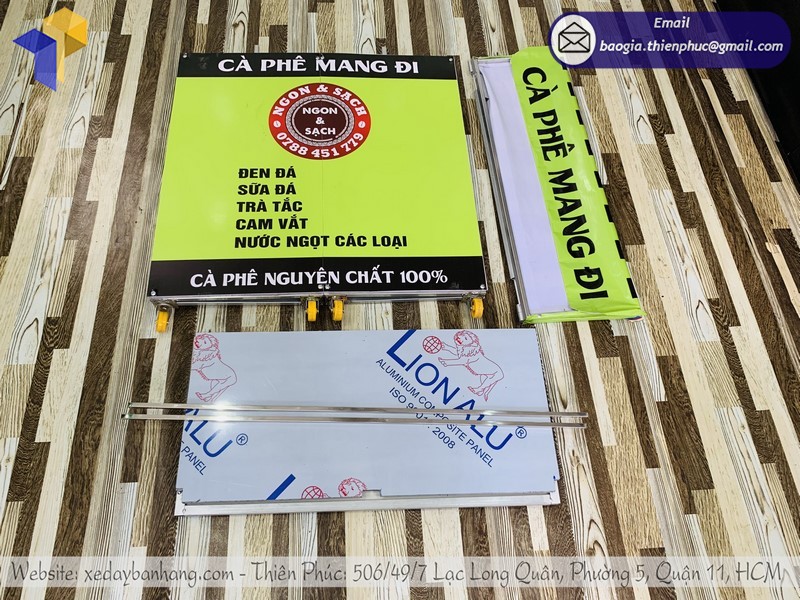 Email
baogia.thienphuc@gmail.com
CÀ PHÊ MANG ĐI
NGON & SẠCH
NGON
&
SẠCH
0788 451 779
ĐEN ĐÁ
SỮA ĐÁ
TRÀ TẮC
CAM VẮT
NƯỚC NGỌT CÁC LOẠI
CÀ PHÊ NGUYÊN CHẤT 100%
CÀ PHÊ MANG ĐI
LIONALU®
ALUMINIUM COMPOSITE PANEL
ISO 9001: 2008
ALU®
PANEL
Website: xedaybanhang.com - Thiên Phúc: 506/49/7 Lạc Long Quân, Phường 5, Quận 11, HCM